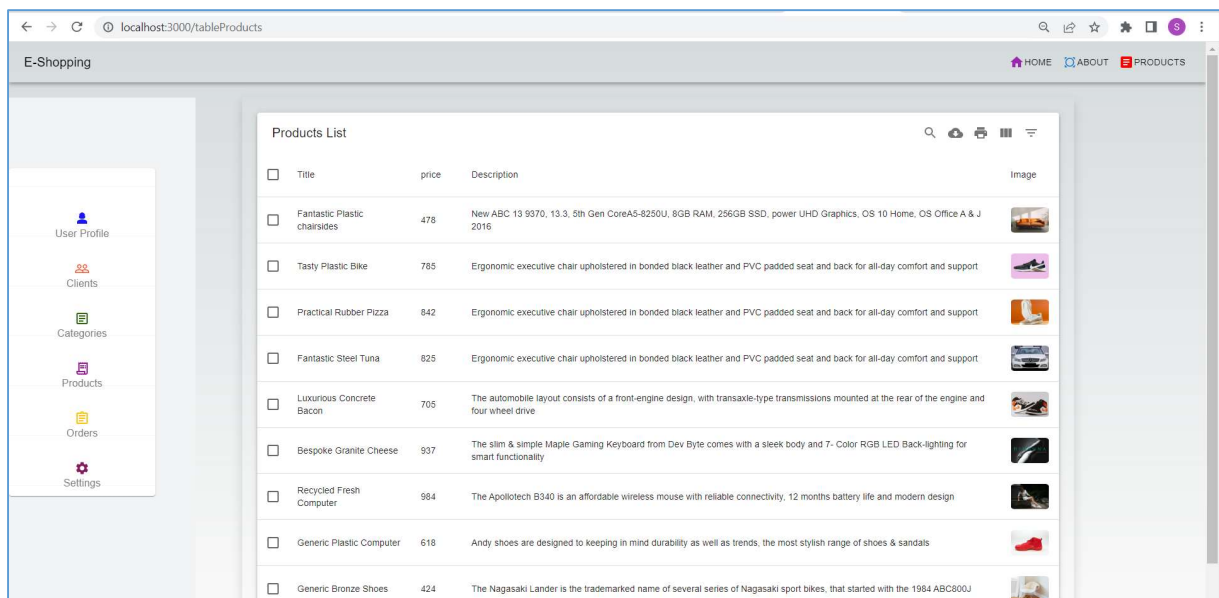 localhost:3000/tableProducts
S
E-Shopping
HOME ABOUT PRODUCTS
User Profile
Clients
Categories
Products
Orders
Settings
Products List
Title price Description Image
Fantastic Plastic
chairsides
478
New ABC 13 9370, 13.3, 5th Gen CoreA5-8250U, 8GB RAM, 256GB SSD, power UHD Graphics, OS 10 Home, OS Office A & J
2016
Tasty Plastic Bike 785 Ergonomic executive chair upholstered in bonded black leather and PVC padded seat and back for all-day comfort and support
Practical Rubber Pizza 842 Ergonomic executive chair upholstered in bonded black leather and PVC padded seat and back for all-day comfort and support
Fantastic Steel Tuna 825 Ergonomic executive chair upholstered in bonded black leather and PVC padded seat and back for all-day comfort and support
Luxurious Concrete
Bacon
705
The automobile layout consists of a front-engine design, with transaxle-type transmissions mounted at the rear of the engine and
four wheel drive
Bespoke Granite Cheese 937
The slim & simple Maple Gaming Keyboard from Dev Byte comes with a sleek body and 7- Color RGB LED Back-lighting for
smart functionality
Recycled Fresh
Computer
984 The Apollotech B340 is an affordable wireless mouse with reliable connectivity, 12 months battery life and modern design
Generic Plastic Computer 618 Andy shoes are designed to keeping in mind durability as well as trends, the most stylish range of shoes & sandals
Generic Bronze Shoes 424 The Nagasaki Lander is the trademarked name of several series of Nagasaki sport bikes, that started with the 1984 ABC800J